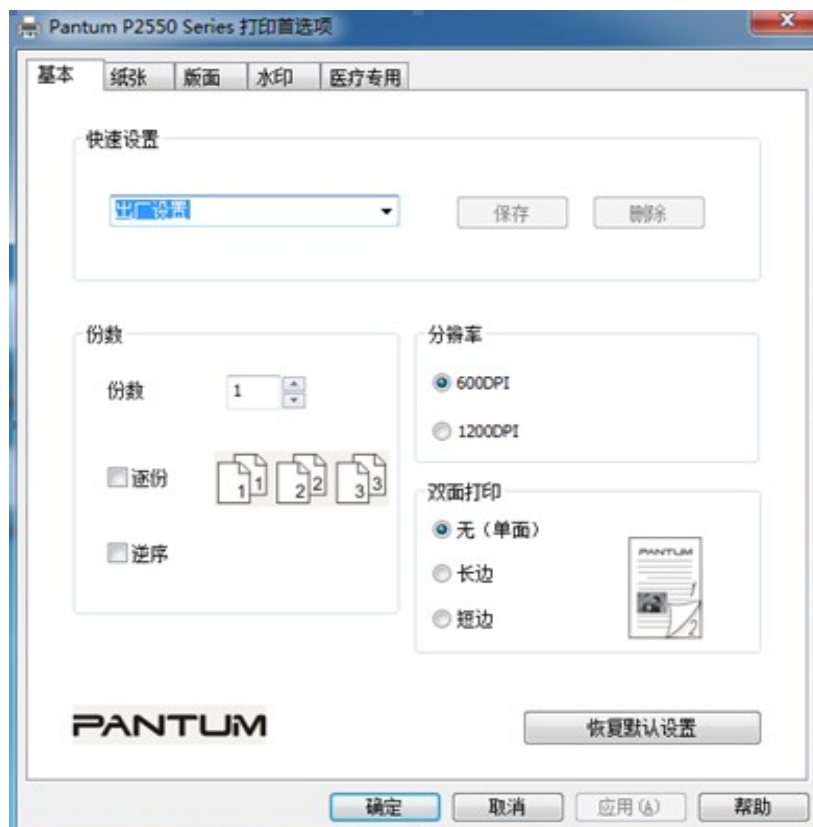 Pantum P2550 Series 打印首选项
基本 纸张 版面 水印 医疗专用
快速设置
出厂设置 保存 删除
份数
份数 1
逐份 1 1 2 2 3 3
逆序
分辨率
600DPI
1200DPI
双面打印
无（单面）
长边
短边
PANTUM
1
2
PANTUM
恢复默认设置
确定 取消 应用(A) 帮助